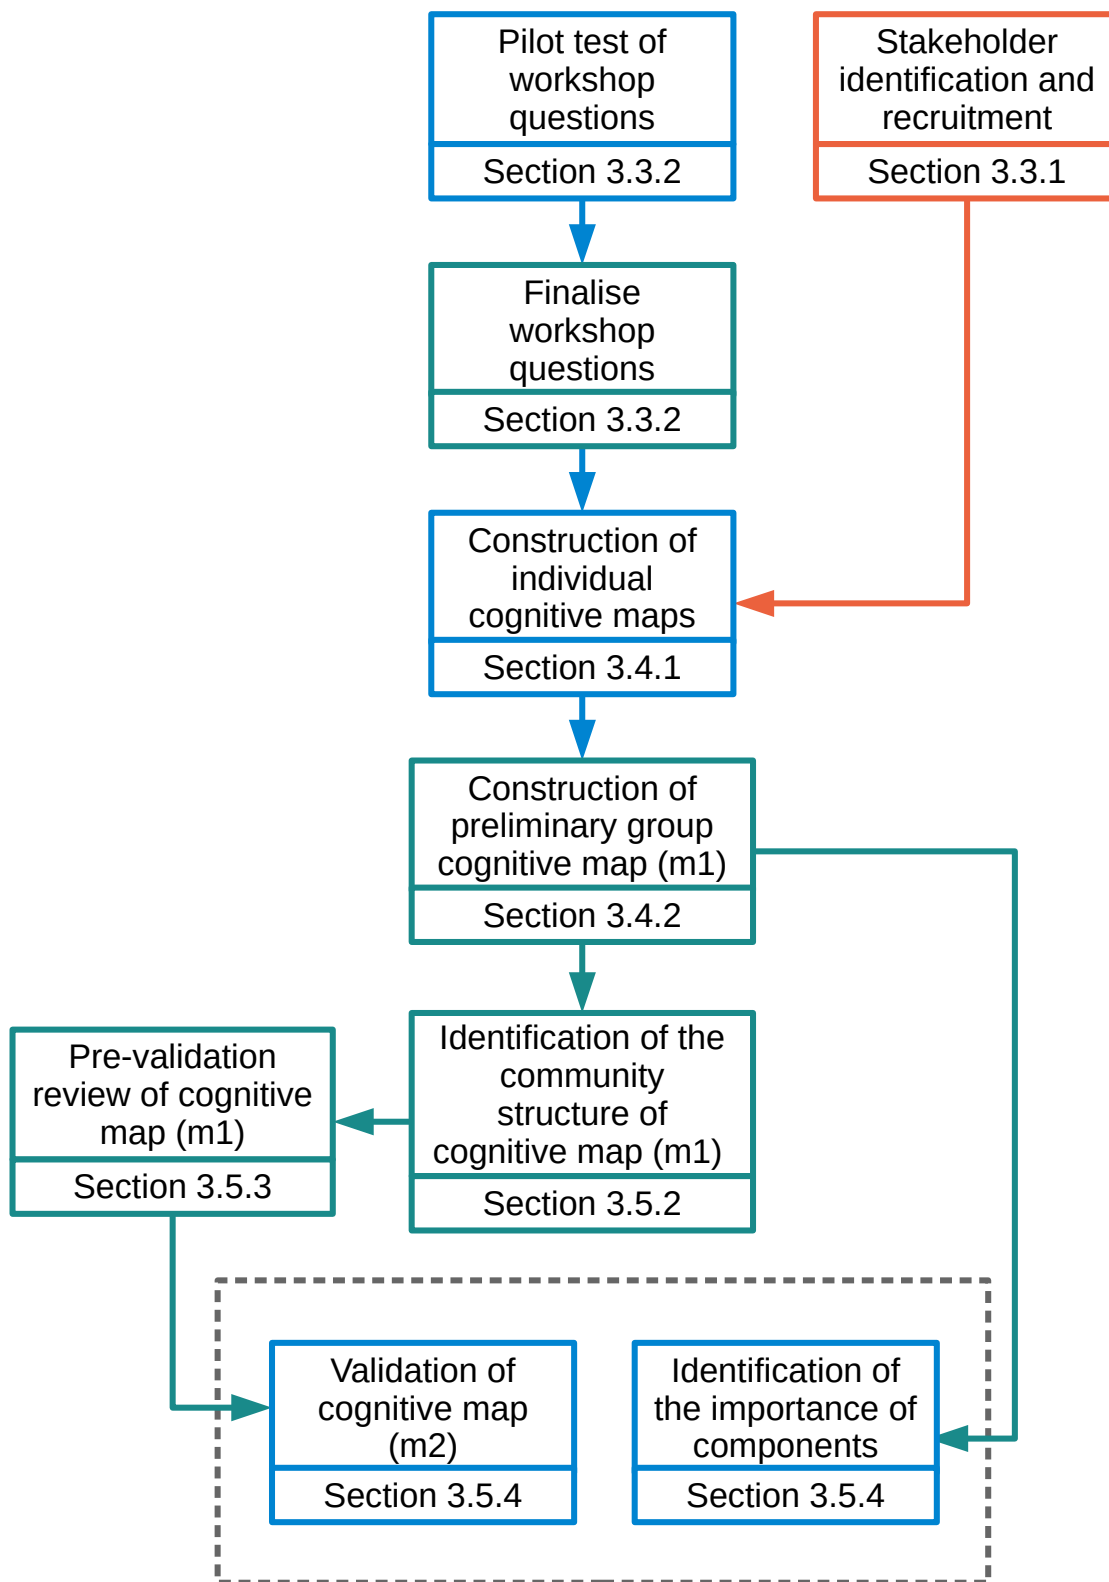 Pilot test of
workshop
questions
Section 3.3.2
Stakeholder
identification and
recruitment
Section 3.3.1
Finalise
workshop
questions
Section 3.3.2
Construction of
individual
cognitive maps
Section 3.4.1
Construction of
preliminary group
cognitive map (m1)
Section 3.4.2
Identification of the
community
structure of
cognitive map (m1)
Section 3.5.2
Pre-validation
review of cognitive
map (m1)
Section 3.5.3
Validation of
cognitive map
(m2)
Section 3.5.4
Identification of
the importance of
components
Section 3.5.4